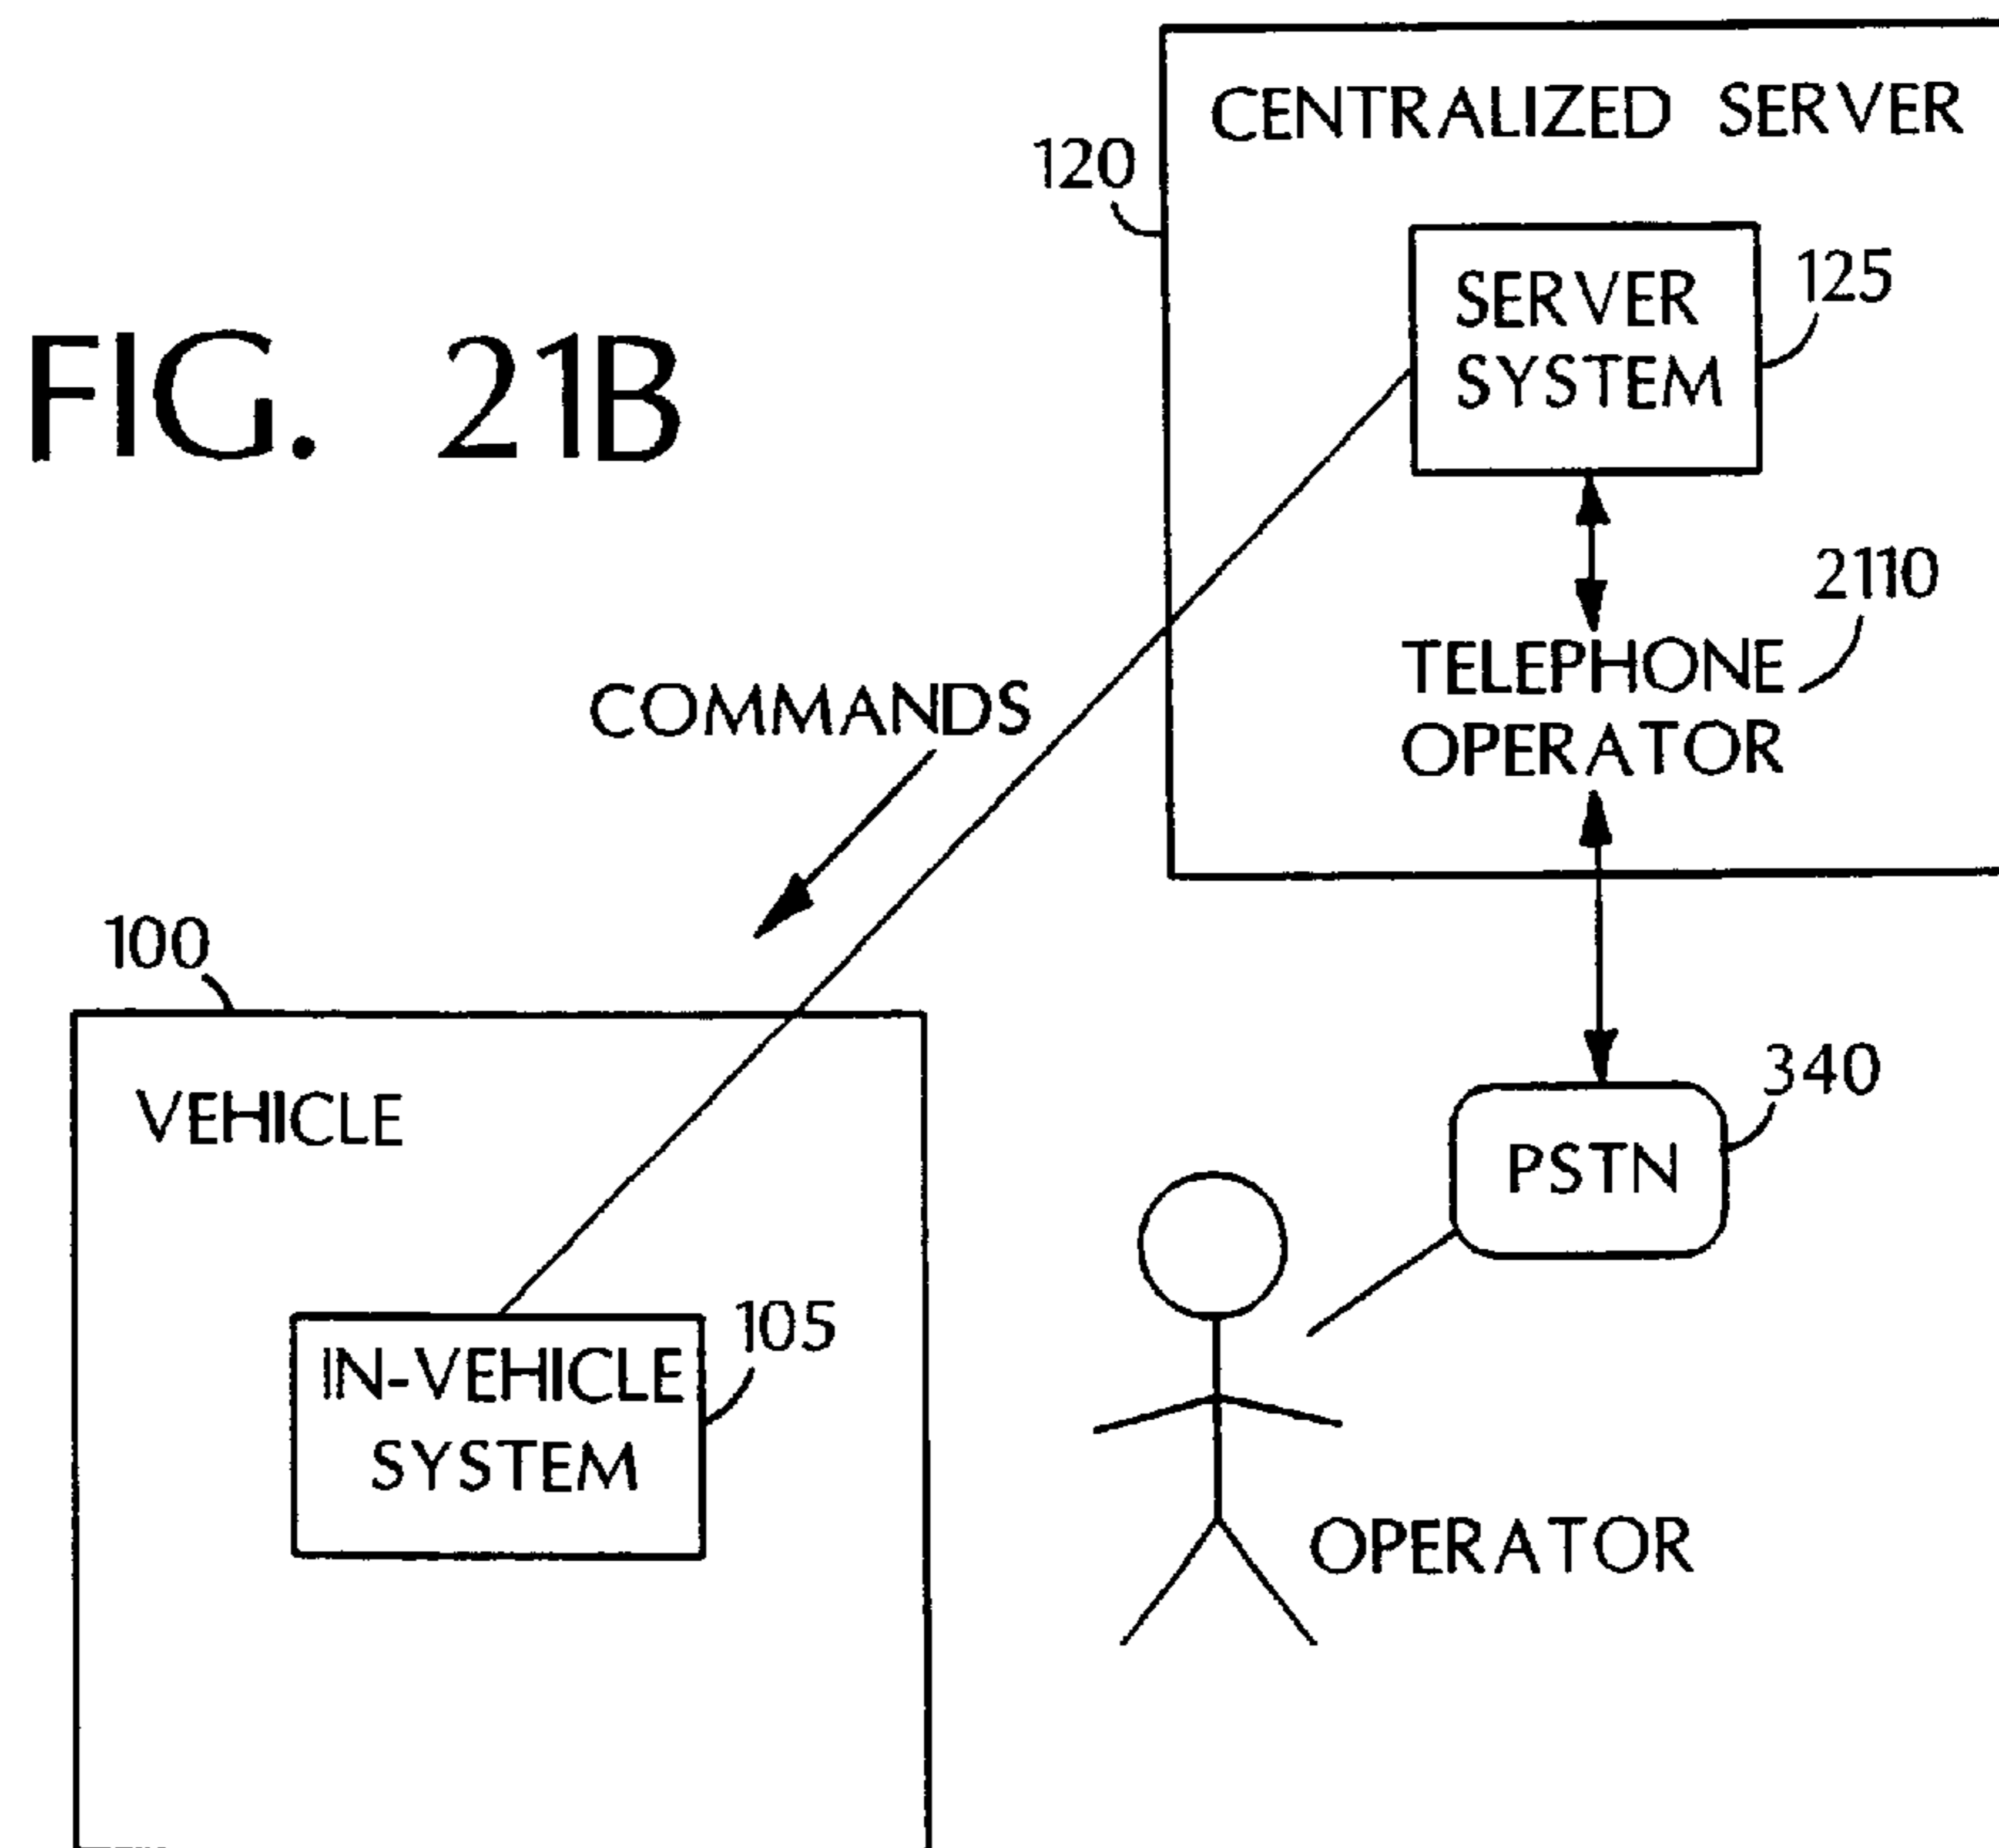 FIG. 21B
CENTRALIZED SERVER
120
SERVER
SYSTEM
125
2110
TELEPHONE
OPERATOR
COMMANDS
100
VEHICLE
IN-VEHICLE
SYSTEM
105
340
PSTN
OPERATOR